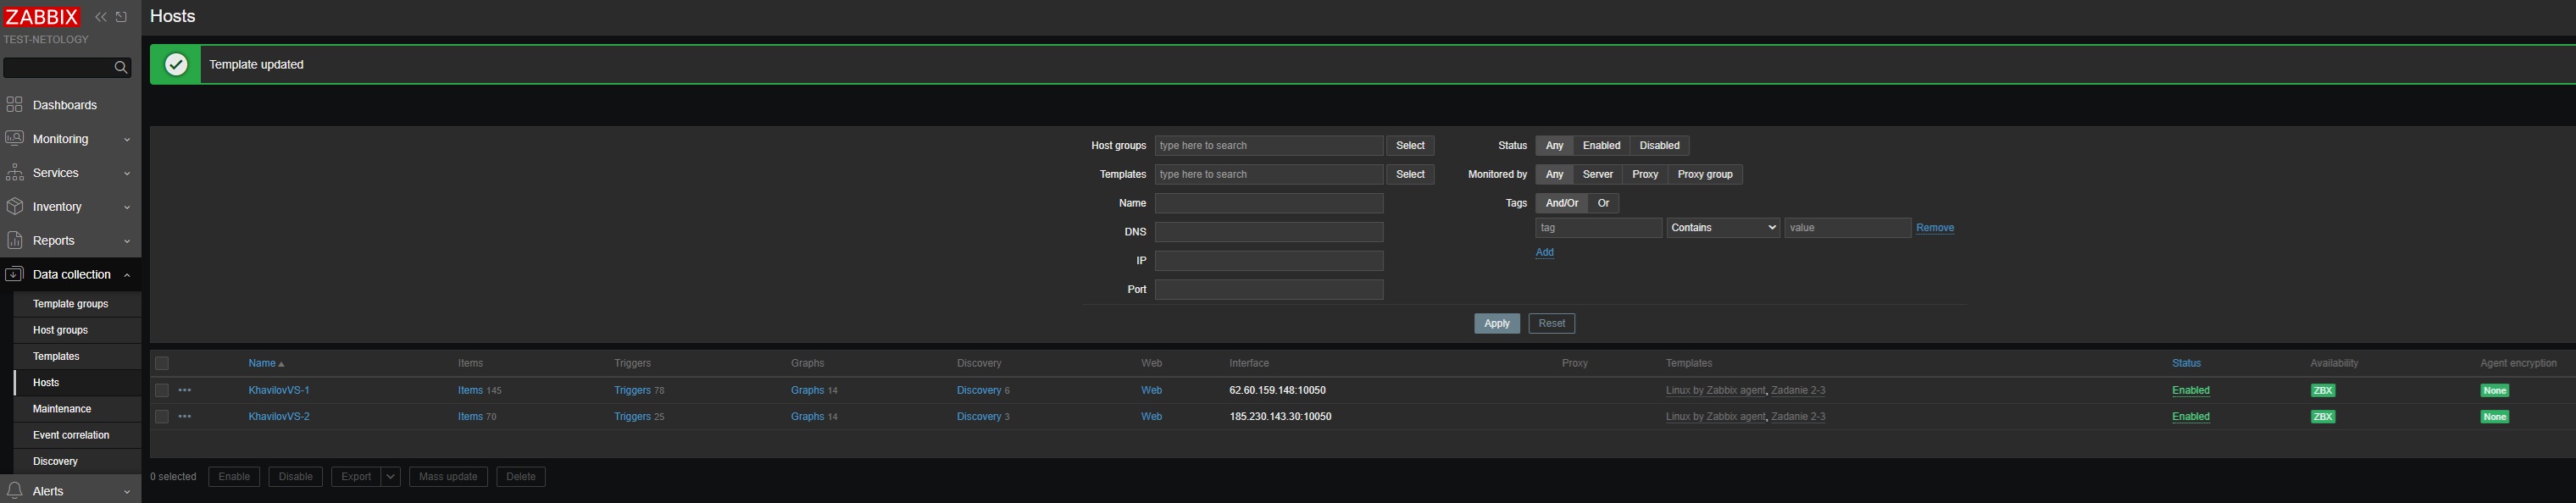 ZABBIX
TEST-NETOLOGY
Dashboards
Monitoring
Services
Inventory
Reports
Data collection
Template groups
Host groups
Templates
Hosts
Maintenance
Event correlation
Discovery
Alerts
Hosts
Template updated
Host groups type here to search Select
Templates type here to search Select
Name
DNS
IP
Port
Status Any Enabled Disabled
Monitored by Any Server Proxy Proxy group
Tags And/Or Or
tag Contains value Remove
Add
Apply Reset
Name Items Triggers Graphs Discovery Web Interface Proxy Templates Status Availability Agent encryption
KhavilovVS-1 Items 145 Triggers 78 Graphs 14 Discovery 6 Web 62.60.159.148:10050 Linux by Zabbix agent, Zadanie 2-3 Enabled ZBX None
KhavilovVS-2 Items 70 Triggers 25 Graphs 14 Discovery 3 Web 185.230.143.30:10050 Linux by Zabbix agent, Zadanie 2-3 Enabled ZBX None
0 selected Enable Disable Export Mass update Delete